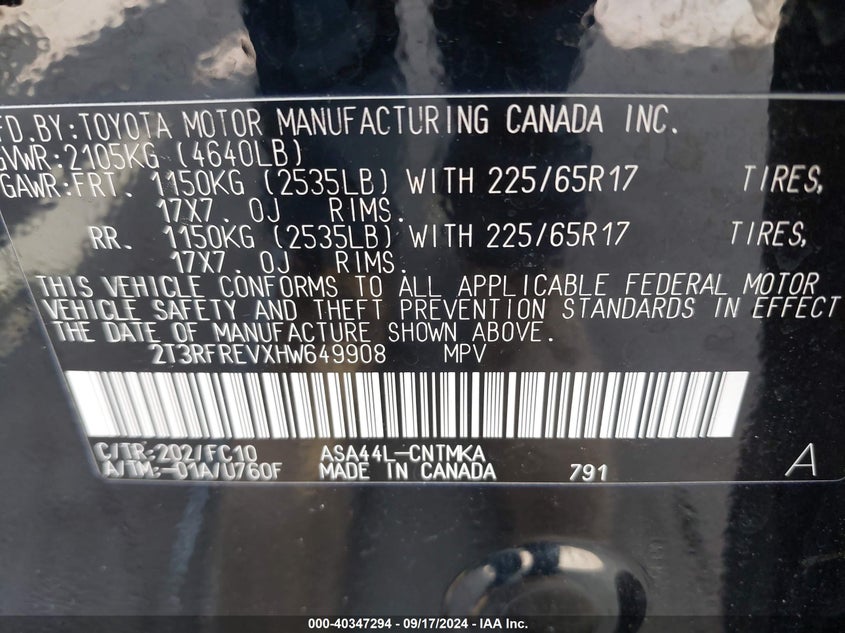 FD.BY:TOYOTA MOTOR MANUFACTURING CANADA INC.
GVWR:2105KG (4640LB)
GAWR:FRT. 1150KG (2535LB) WITH 225/65R17 TIRES,
17X7.0J RIMS.
RR. 1150KG (2535LB) WITH 225/65R17 TIRES,
17X7.0J RIMS.
THIS VEHICLE CONFORMS TO ALL APPLICABLE FEDERAL MOTOR
VEHICLE SAFETY AND THEFT PREVENTION STANDARDS IN EFFECT
THE DATE OF MANUFACTURE SHOWN ABOVE.
2T3RFREVXHW649908 MPV
C/TR:202/FC10 ASA44L-CNTMKA
A/TM:-01A/U760F MADE IN CANADA 791 A
000-40347294 - 09/17/2024 - IAA Inc.